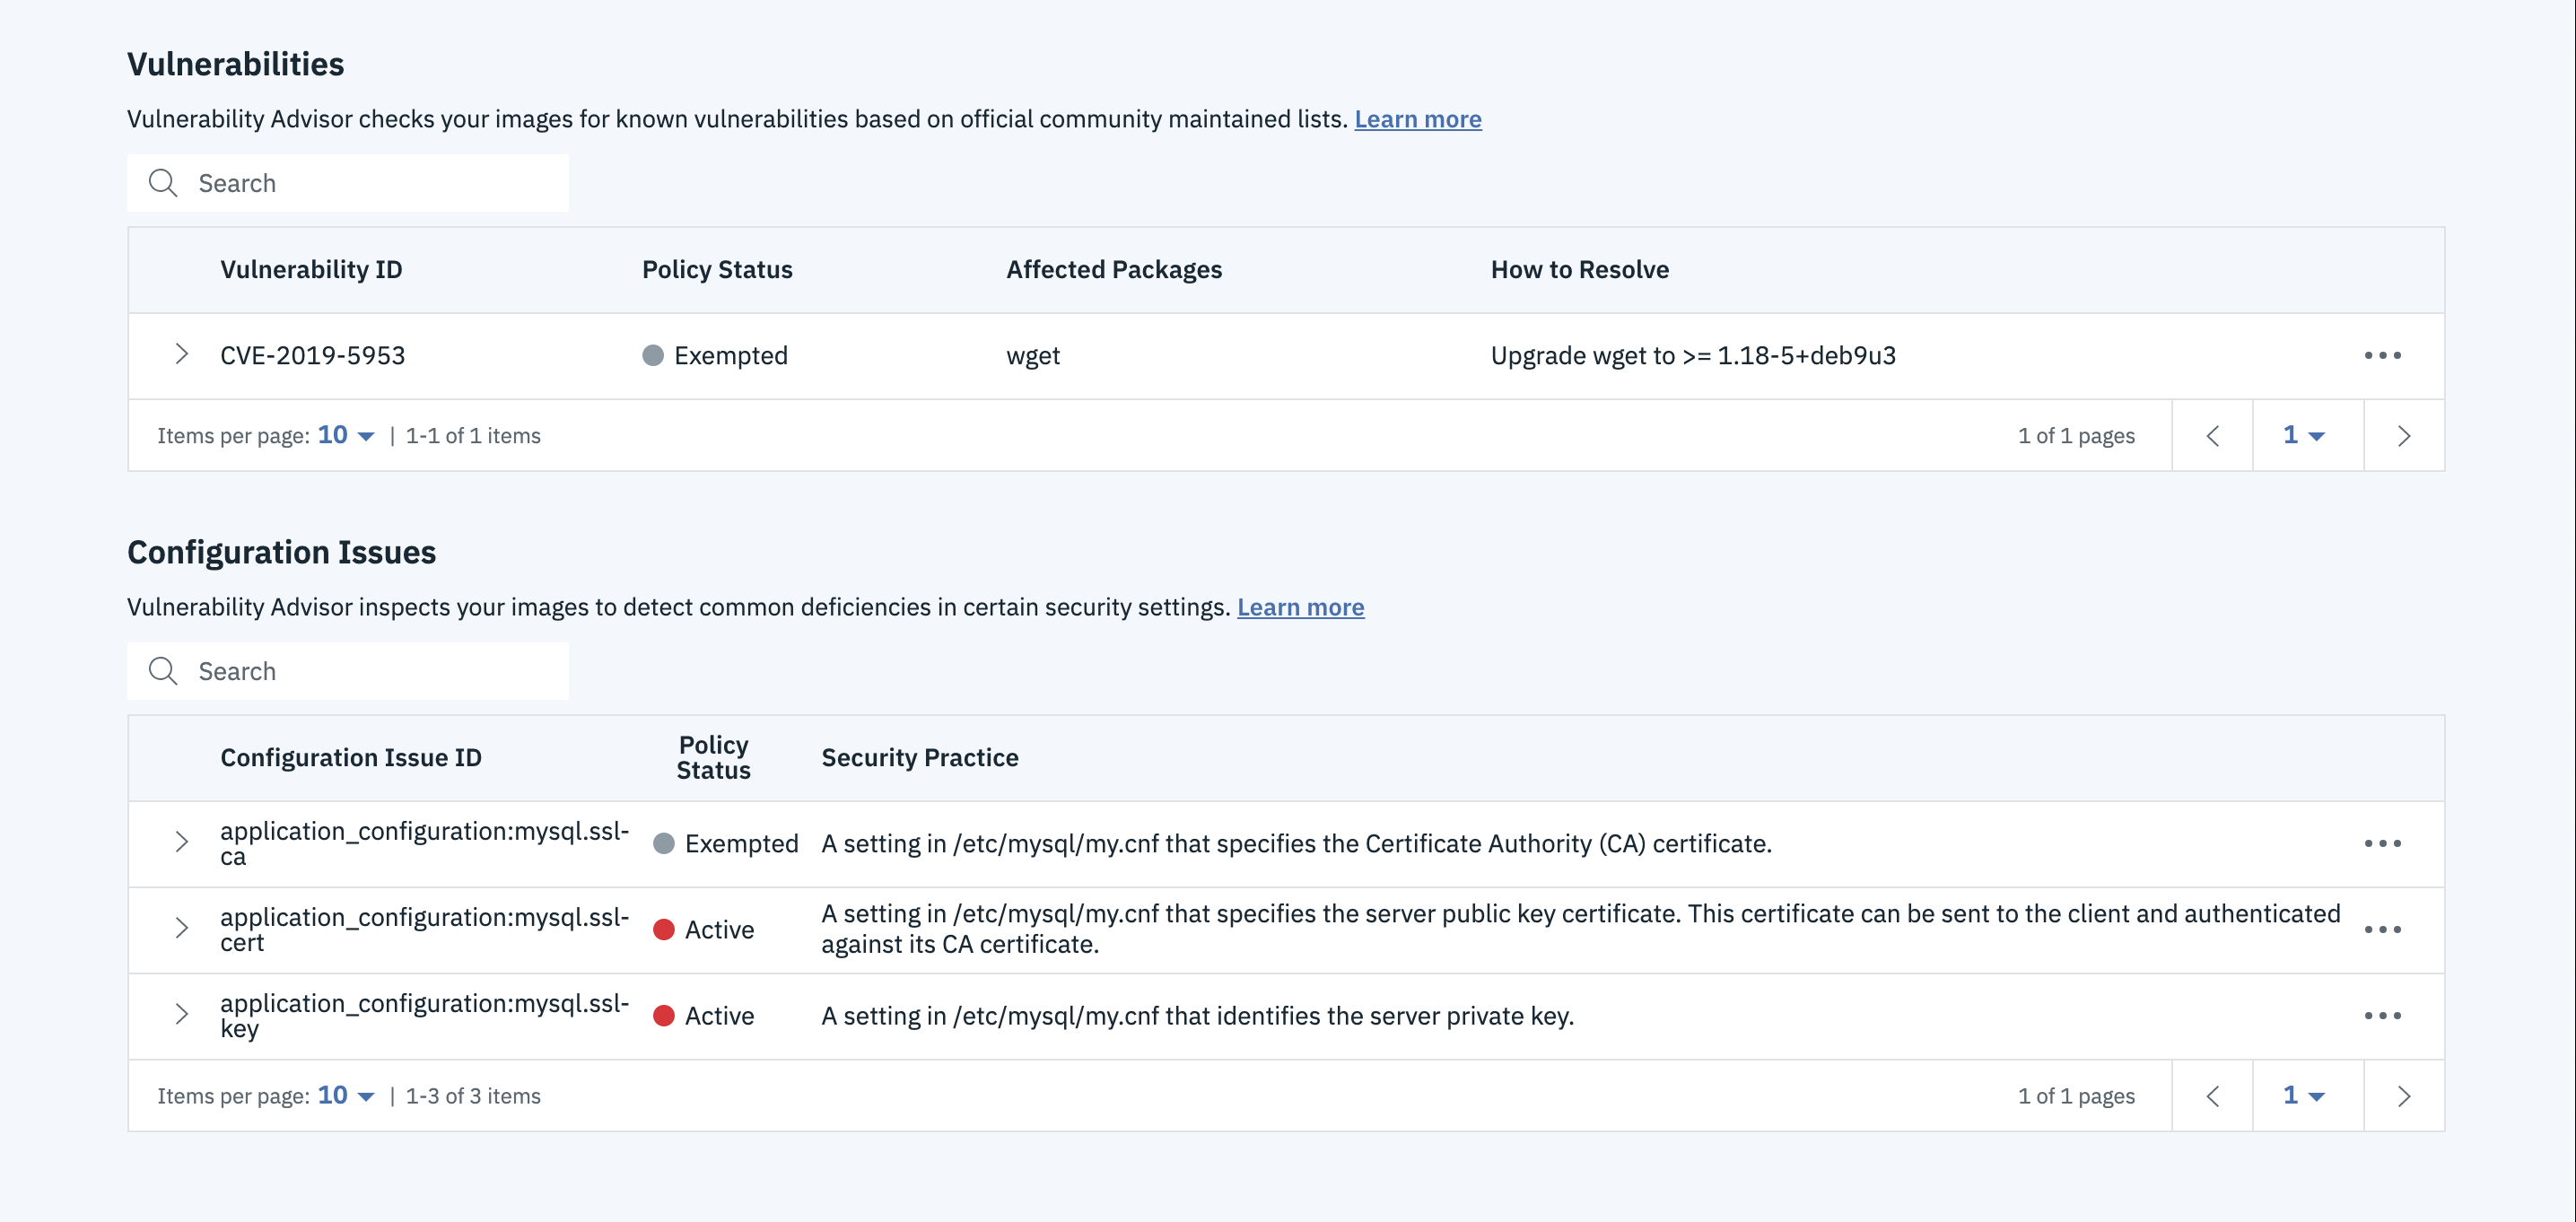 Vulnerabilities
Vulnerability Advisor checks your images for known vulnerabilities based on official community maintained lists. Learn more
Search
Vulnerability ID Policy Status Affected Packages How to Resolve
CVE-2019-5953 Exempted wget Upgrade wget to >= 1.18-5+deb9u3
Items per page: 10 | 1-1 of 1 items 1 of 1 pages 1
Configuration Issues
Vulnerability Advisor inspects your images to detect common deficiencies in certain security settings. Learn more
Search
Configuration Issue ID
Policy
Status
Security Practice
application_configuration:mysql.ssl-
ca
Exempted
A setting in /etc/mysql/my.cnf that specifies the Certificate Authority (CA) certificate.
application_configuration:mysql.ssl-
cert
Active
A setting in /etc/mysql/my.cnf that specifies the server public key certificate. This certificate can be sent to the client and authenticated
against its CA certificate.
application_configuration:mysql.ssl-
key
Active
A setting in /etc/mysql/my.cnf that identifies the server private key.
Items per page: 10 | 1-3 of 3 items 1 of 1 pages 1